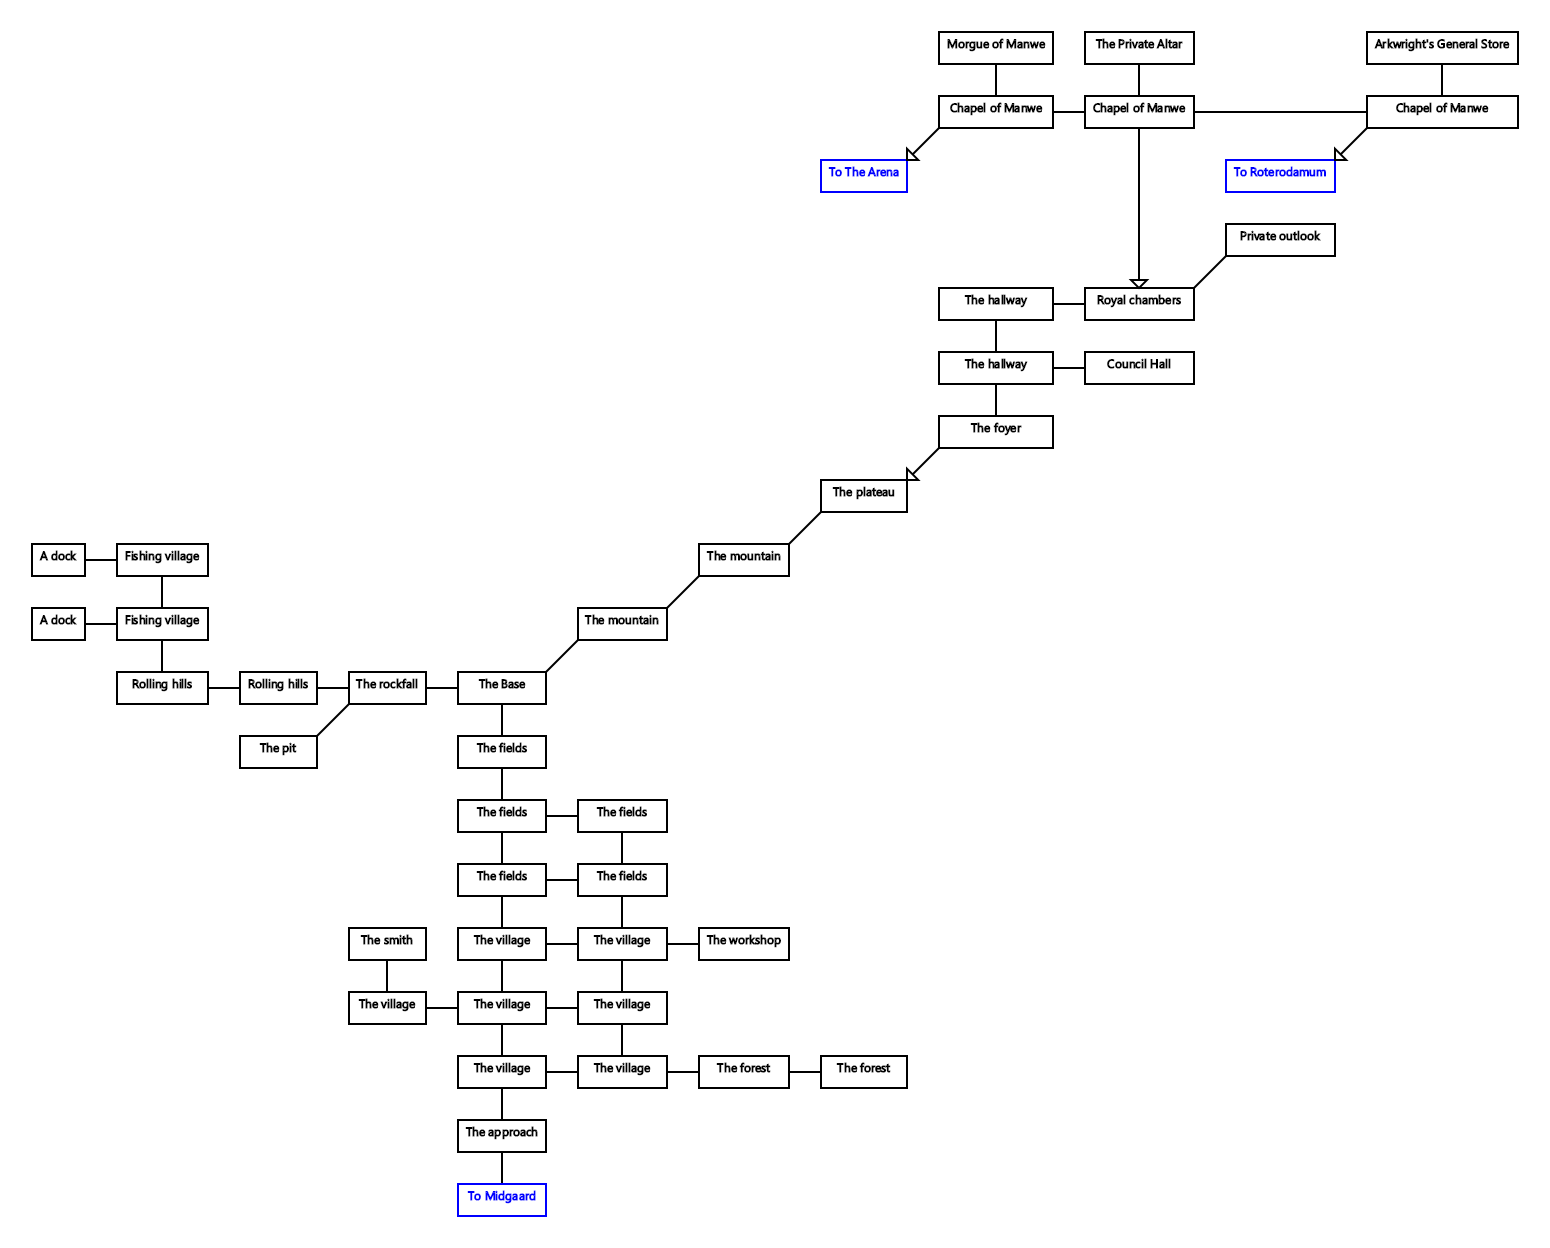 Morgue of Manwe
The Private Altar
Arkwright's General Store
Chapel of Manwe
Chapel of Manwe
Chapel of Manwe
To The Arena
To Roterodamum
Private outlook
The hallway
Royal chambers
The hallway
Council Hall
The foyer
The plateau
A dock
Fishing village
The mountain
A dock
Fishing village
The mountain
Rolling hills
Rolling hills
The rockfall
The Base
The pit
The fields
The fields
The fields
The fields
The fields
The smith
The village
The village
The workshop
The village
The village
The village
The village
The village
The forest
The forest
The approach
To Midgaard